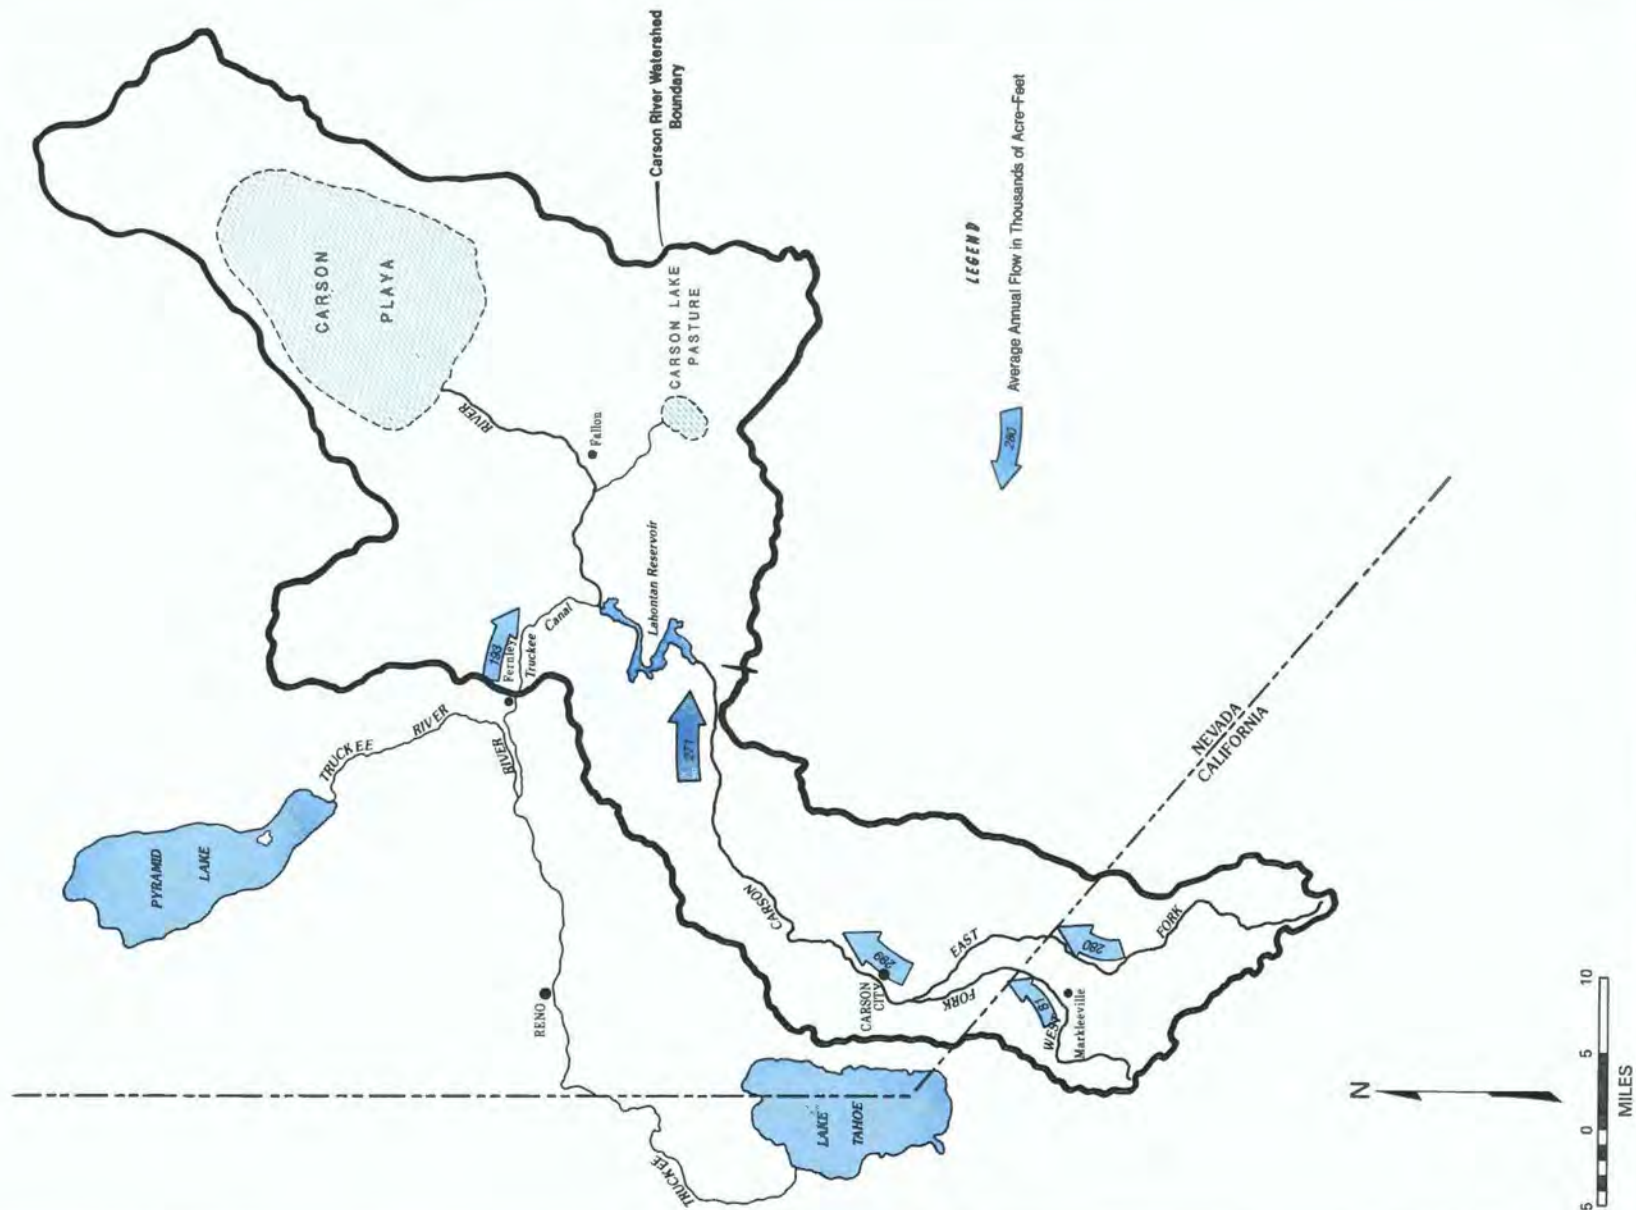 Carson River Watershed
Boundary
LEGEND
280
Average Annual Flow in Thousands of Acre-Feet
CARSON
PLAYA
CARSON LAKE
PASTURE
RIVER
Fallon
Lahontan Reservoir
193
Fernley
Truckee
Canal
TRUCKEE
RIVER
RIVER
PYRAMID
LAKE
271
NEVADA
CALIFORNIA
CARSON
289
CARSON
CITY
EAST
FORK
280
FORK
WEST
81
Markleeville
RENO
LAKE
TAHOE
TRUCKEE
N
5
0
5
10
MILES